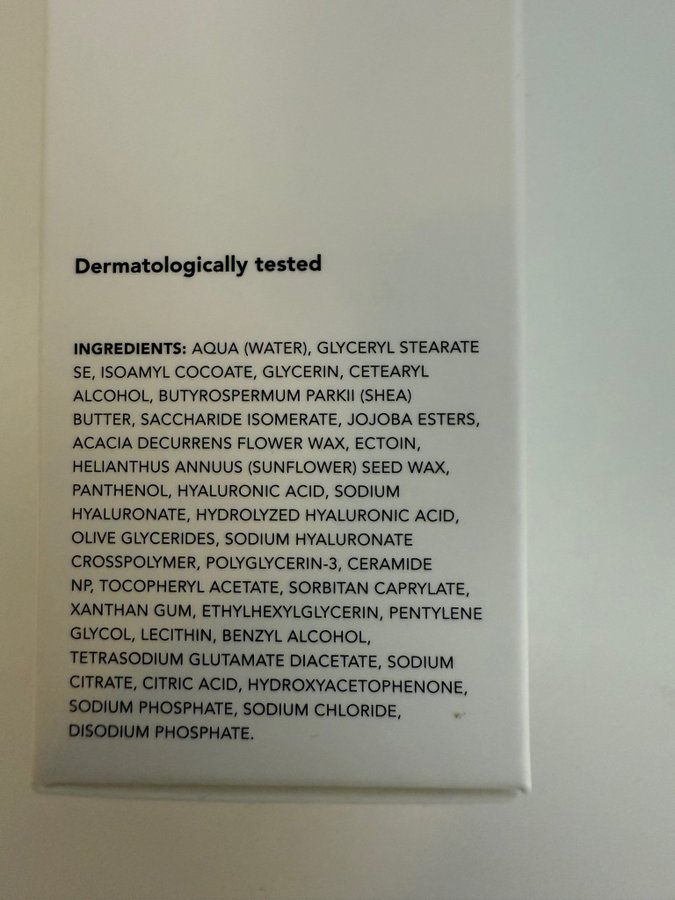 Dermatologically tested
INGREDIENTS: AQUA (WATER), GLYCERYL STEARATE
SE, ISOAMYL COCOATE, GLYCERIN, CETEARYL
ALCOHOL, BUTYROSPERMUM PARKII (SHEA)
BUTTER, SACCHARIDE ISOMERATE, JOJOBA ESTERS,
ACACIA DECURRENS FLOWER WAX, ECTOIN,
HELIANTHUS ANNUUS (SUNFLOWER) SEED WAX,
PANTHENOL, HYALURONIC ACID, SODIUM
HYALURONATE, HYDROLYZED HYALURONIC ACID,
OLIVE GLYCERIDES, SODIUM HYALURONATE
CROSSPOLYMER, POLYGLYCERIN-3, CERAMIDE
NP, TOCOPHERYL ACETATE, SORBITAN CAPRYLATE,
XANTHAN GUM, ETHYLHEXYLGLYCERIN, PENTYLENE
GLYCOL, LECITHIN, BENZYL ALCOHOL,
TETRASODIUM GLUTAMATE DIACETATE, SODIUM
CITRATE, CITRIC ACID, HYDROXYACETOPHENONE,
SODIUM PHOSPHATE, SODIUM CHLORIDE,
DISODIUM PHOSPHATE.